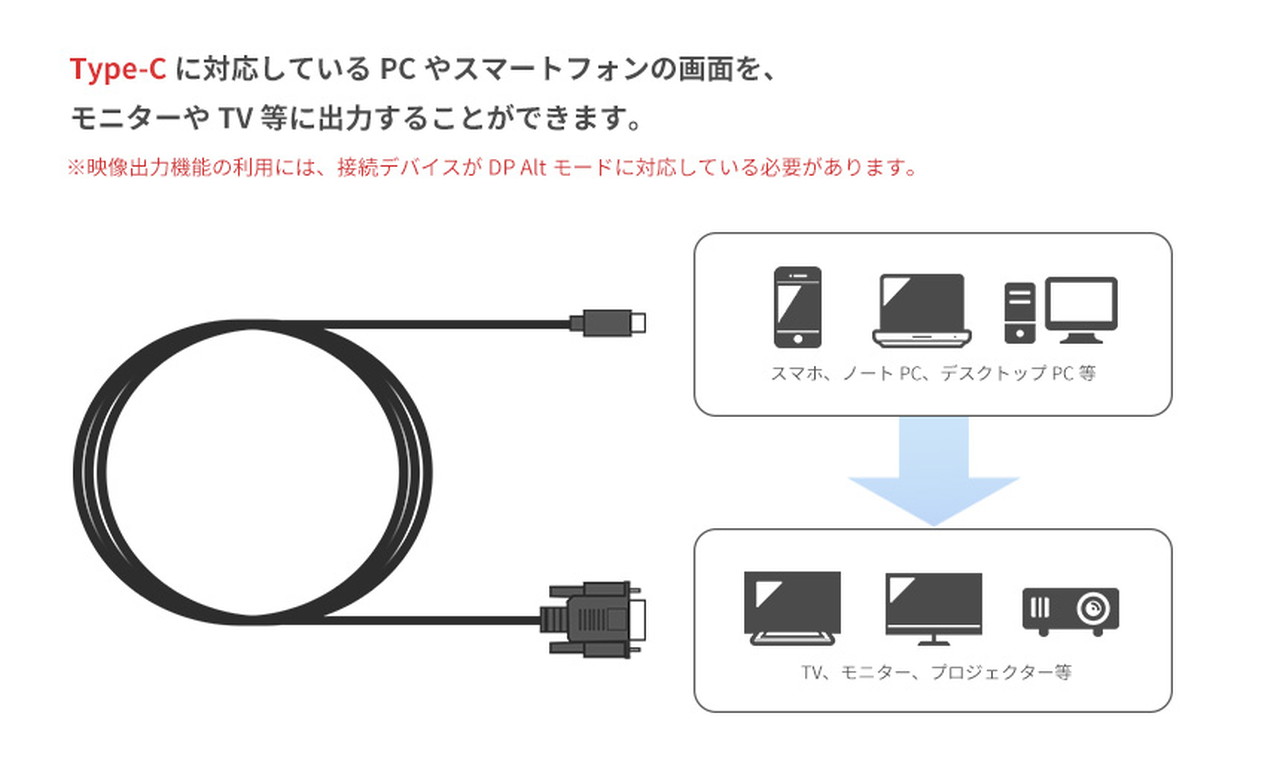 Type-C に対応している PC やスマートフォンの画面を、
モニターや TV 等に出力することができます。
※映像出力機能の利用には、接続デバイスが DP Alt モードに対応している必要があります。
スマホ、ノート PC、デスクトップ PC 等
TV、モニター、プロジェクター等